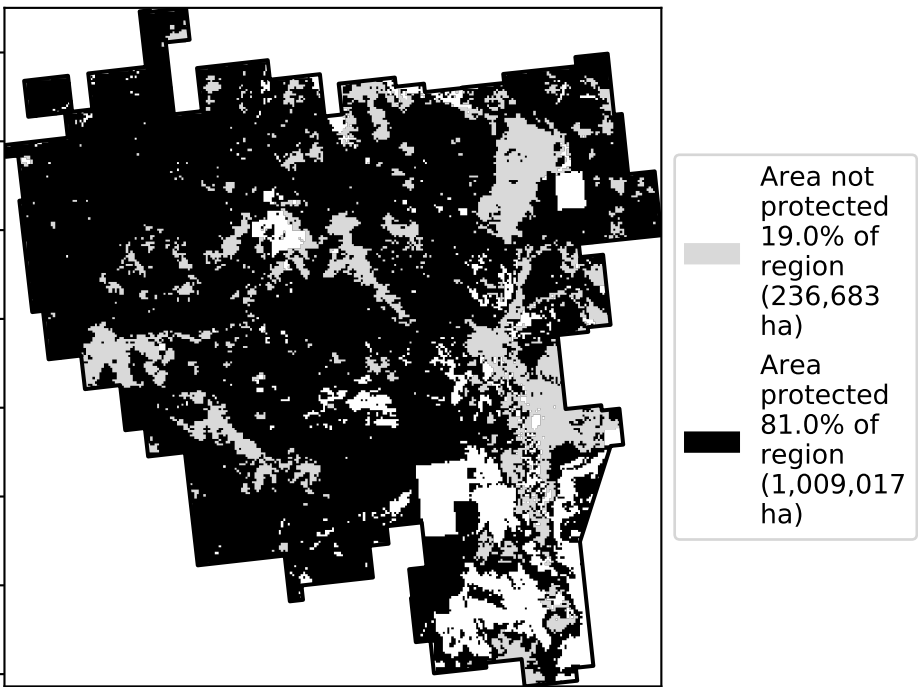 Area not
protected
19.0% of
region
(236,683
ha)
Area
protected
81.0% of
region
(1,009,017
ha)